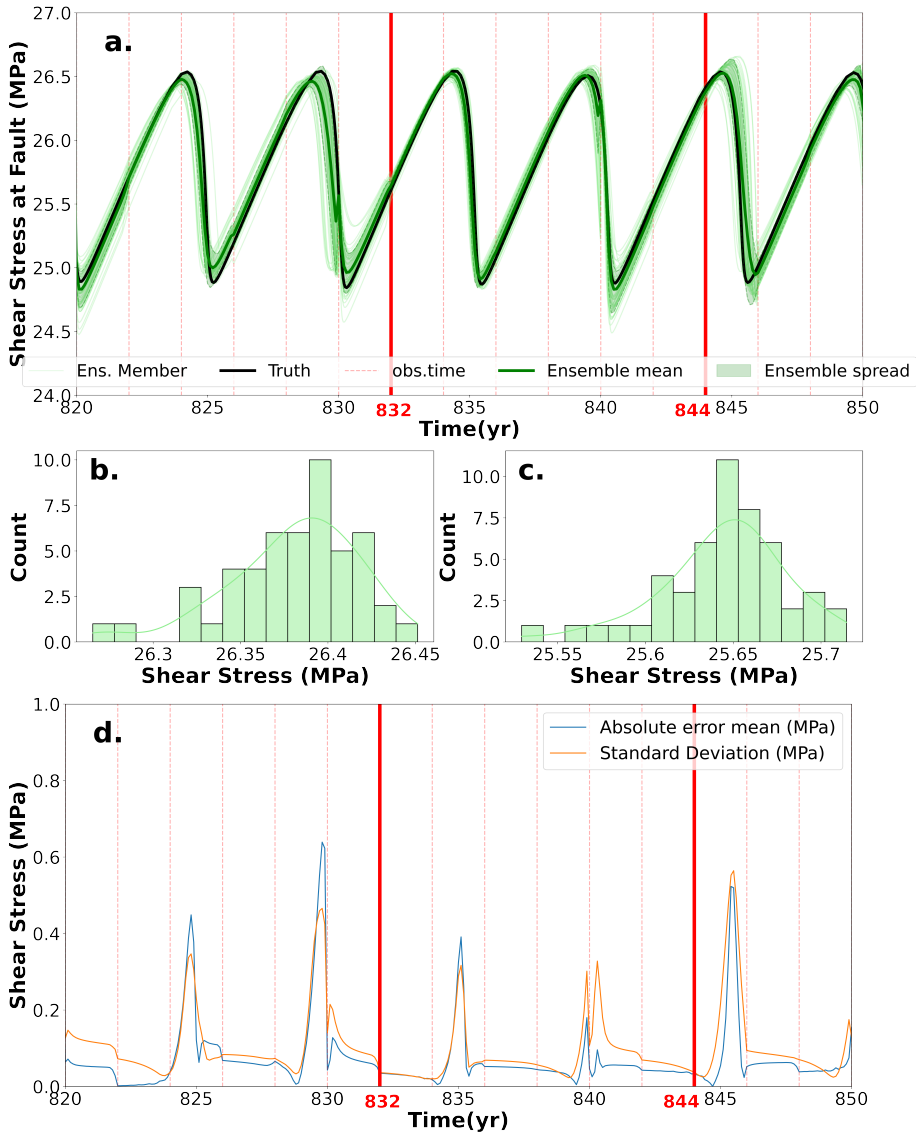 a.
Shear Stress at Fault (MPa)
27.0
26.5
26.0
25.5
25.0
24.5
24.0
Ens. Member Truth obs.time Ensemble mean Ensemble spread
820 825 830 832 835 840 844 845 850
Time(yr)
b.
Count
10.0
7.5
5.0
2.5
0.0
26.3 26.35 26.4 26.45
Shear Stress (MPa)
c.
Count
10.0
7.5
5.0
2.5
0.0
25.55 25.6 25.65 25.7
Shear Stress (MPa)
d.
Shear Stress (MPa)
1.0
0.8
0.6
0.4
0.2
0.0
Absolute error mean (MPa)
Standard Deviation (MPa)
820 825 830 832 835 840 844 845 850
Time(yr)